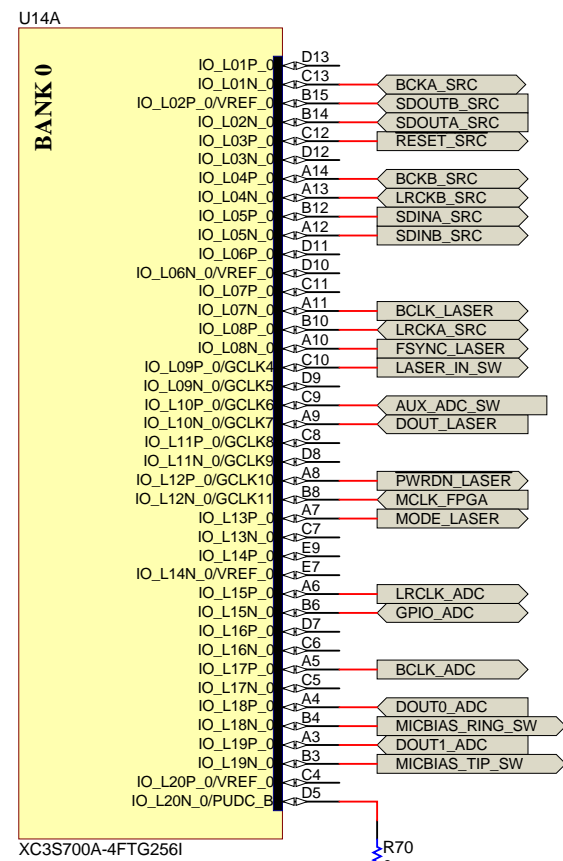 U14A
BANK 0
IO_L01P_0 D13
IO_L01N_0 C13 BCKA_SRC
IO_L02P_0/VREF_0 B15 SDOUTB_SRC
IO_L02N_0 B14 SDOUTA_SRC
IO_L03P_0 C12 RESET_SRC
IO_L03N_0 D12
IO_L04P_0 A14 BCKB_SRC
IO_L04N_0 A13 LRCKB_SRC
IO_L05P_0 B12 SDINA_SRC
IO_L05N_0 A12 SDINB_SRC
IO_L06P_0 D11
IO_L06N_0/VREF_0 D10
IO_L07P_0 C11
IO_L07N_0 A11 BCLK_LASER
IO_L08P_0 B10 LRCKA_SRC
IO_L08N_0 A10 FSYNC_LASER
IO_L09P_0/GCLK4 C10 LASER_IN_SW
IO_L09N_0/GCLK5 D9
IO_L10P_0/GCLK6 C9 AUX_ADC_SW
IO_L10N_0/GCLK7 A9 DOUT_LASER
IO_L11P_0/GCLK8 C8
IO_L11N_0/GCLK9 D8
IO_L12P_0/GCLK10 A8 PWRDN_LASER
IO_L12N_0/GCLK11 B8 MCLK_FPGA
IO_L13P_0 A7 MODE_LASER
IO_L13N_0 C7
IO_L14P_0 E9
IO_L14N_0/VREF_0 E7
IO_L15P_0 A6 LRCLK_ADC
IO_L15N_0 B6 GPIO_ADC
IO_L16P_0 D7
IO_L16N_0 C6
IO_L17P_0 A5 BCLK_ADC
IO_L17N_0 C5
IO_L18P_0 A4 DOUT0_ADC
IO_L18N_0 B4 MICBIAS_RING_SW
IO_L19P_0 A3 DOUT1_ADC
IO_L19N_0 B3 MICBIAS_TIP_SW
IO_L20P_0/VREF_0 C4
IO_L20N_0/PUDC_B D5
XC3S700A-4FTG256I
R70